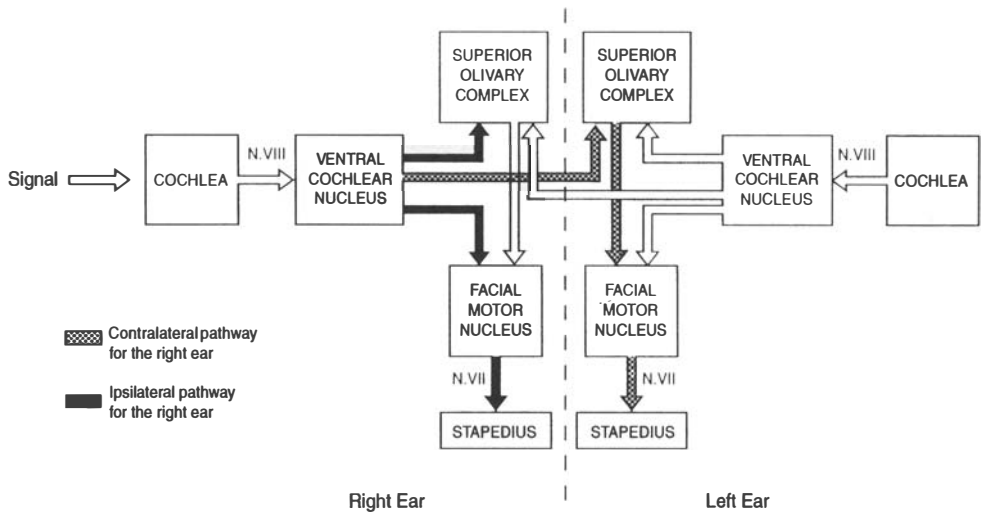 SUPERIOR
OLIVARY
COMPLEX
SUPERIOR
OLIVARY
COMPLEX
Signal
COCHLEA
N.VIII
VENTRAL
COCHLEAR
NUCLEUS
VENTRAL
COCHLEAR
NUCLEUS
N.VIII
COCHLEA
FACIAL
MOTOR
NUCLEUS
FACIAL
MOTOR
NUCLEUS
Contralateral pathway
for the right ear
Ipsilateral pathway
for the right ear
N.VII
N.VII
STAPEDIUS
STAPEDIUS
Right Ear
Left Ear